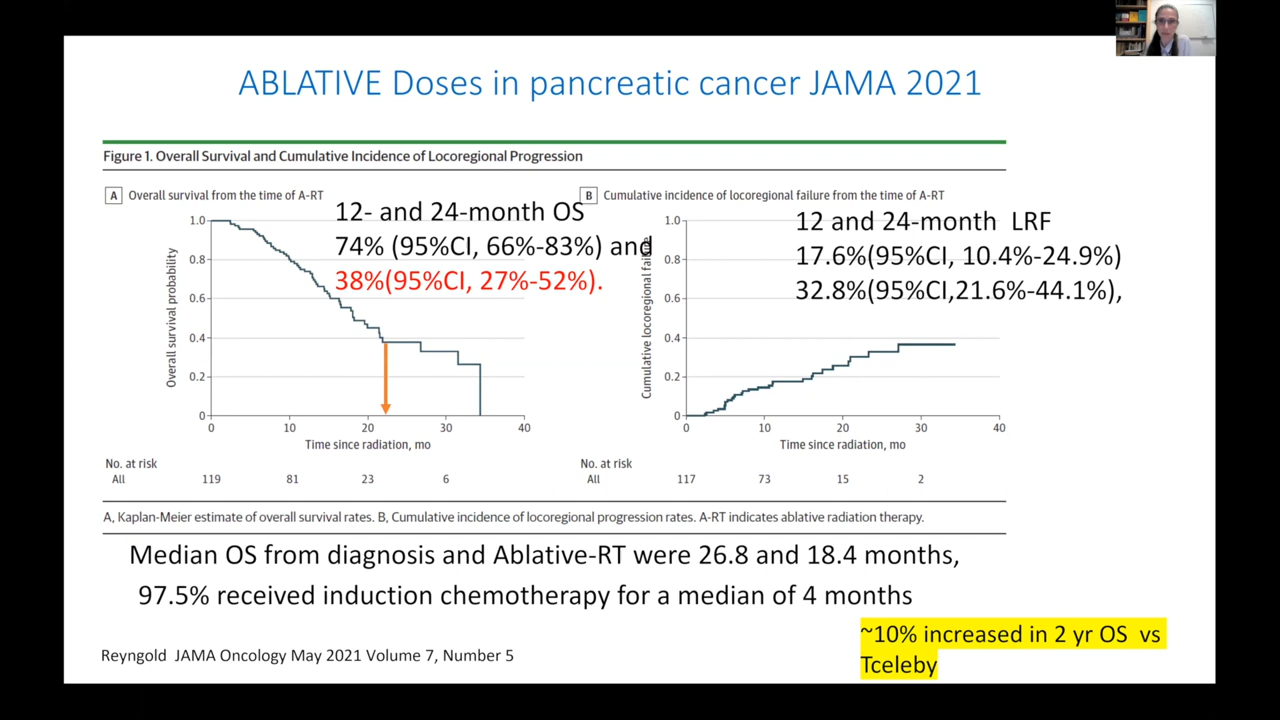 ABLATIVE Doses in pancreatic cancer JAMA 2021
Figure 1. Overall Survival and Cumulative Incidence of Locoregional Progression
A Overall survival from the time of A-RT
12- and 24-month OS
74% (95%CI, 66%-83%) and
38%(95%CI, 27%-52%).
Overall survival probability
1.0
0.8
0.6
0.4
0.2
0
0 10 20 30 40
Time since radiation, mo
No. at risk
All 119 81 23 6
B Cumulative incidence of locoregional failure from the time of A-RT
12 and 24-month LRF
17.6%(95%CI, 10.4%-24.9%)
32.8%(95%CI,21.6%-44.1%),
Cumulative locoregional failure
1.0
0.8
0.6
0.4
0.2
0
0 10 20 30 40
Time since radiation, mo
No. at risk
All 117 73 15 2
A, Kaplan-Meier estimate of overall survival rates. B, Cumulative incidence of locoregional progression rates. A-RT indicates ablative radiation therapy.
Median OS from diagnosis and Ablative-RT were 26.8 and 18.4 months,
97.5% received induction chemotherapy for a median of 4 months
~10% increased in 2 yr OS vs
Tceleby
Reyngold JAMA Oncology May 2021 Volume 7, Number 5